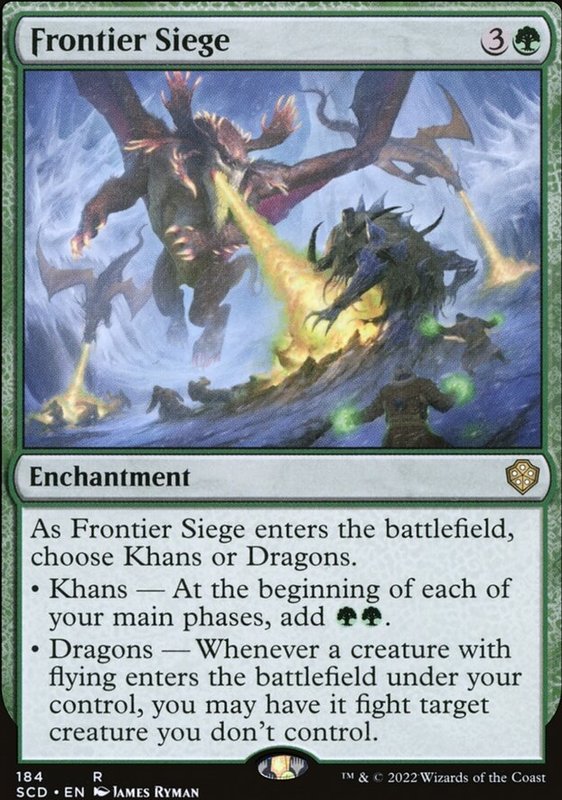 Frontier Siege 3
Enchantment
As Frontier Siege enters the battlefield,
choose Khans or Dragons.
• Khans — At the beginning of each of
your main phases, add
• Dragons — Whenever a creature with
flying enters the battlefield under your
control, you may have it fight target
creature you don't control.
184 R
SCD • EN James Ryman
™ & © 2022 Wizards of the Coast